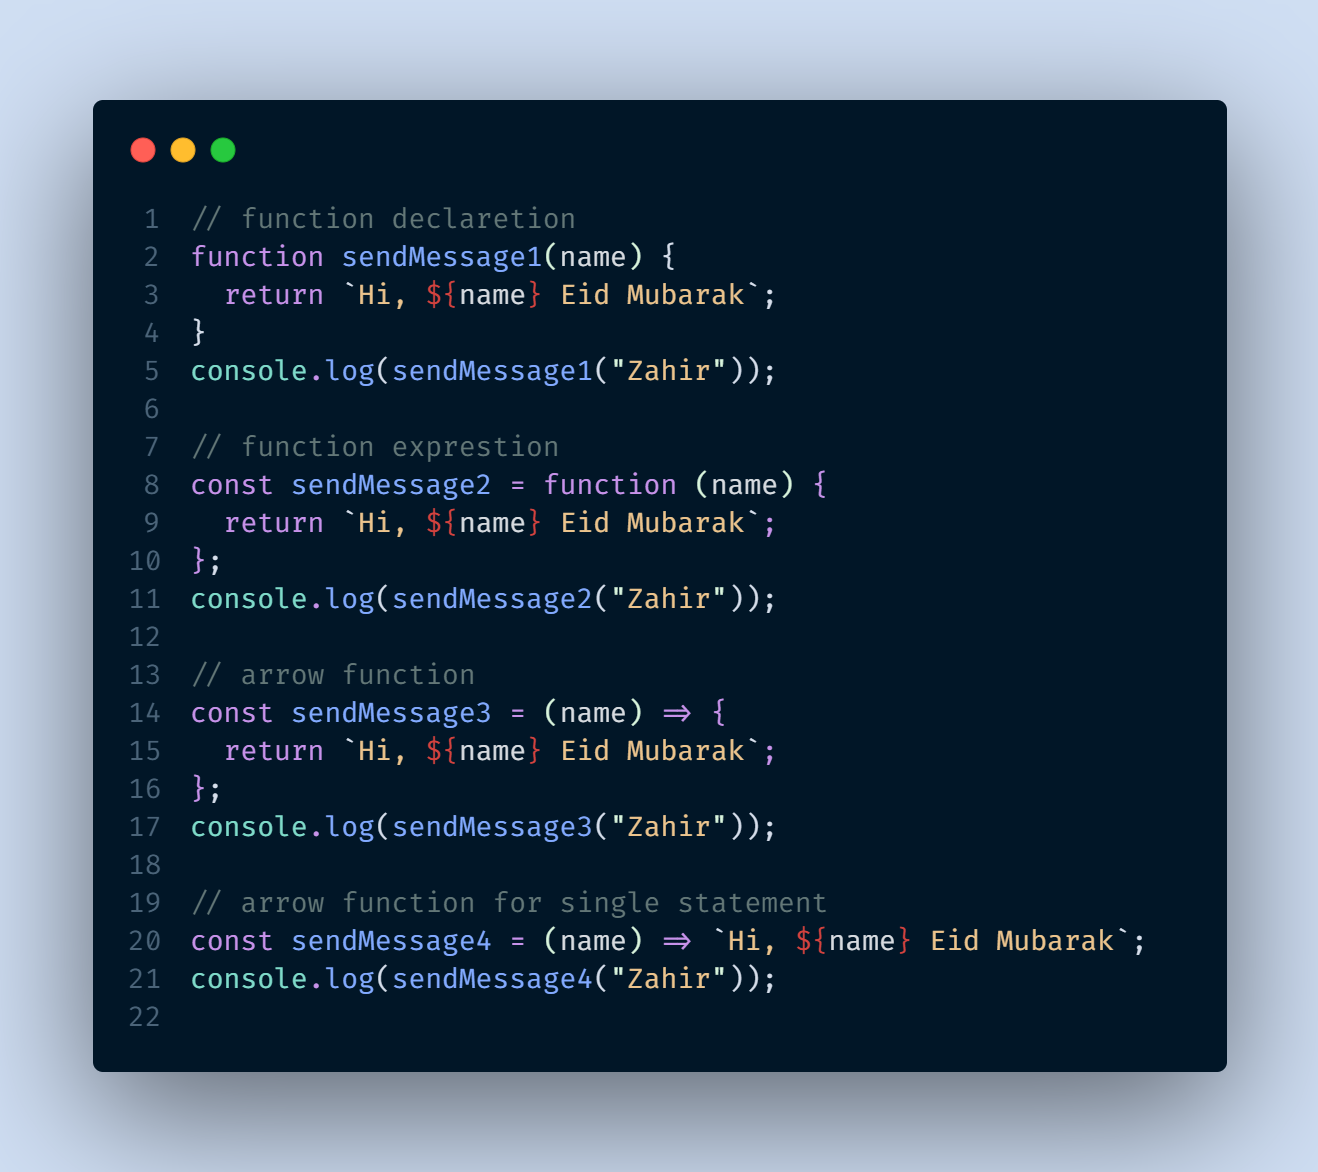 1 // function declaretion
2 function sendMessage1(name) {
3   return `Hi, ${name} Eid Mubarak`;
4 }
5 console.log(sendMessage1("Zahir"));
6
7 // function exprestion
8 const sendMessage2 = function (name) {
9   return `Hi, ${name} Eid Mubarak`;
10 };
11 console.log(sendMessage2("Zahir"));
12
13 // arrow function
14 const sendMessage3 = (name) => {
15   return `Hi, ${name} Eid Mubarak`;
16 };
17 console.log(sendMessage3("Zahir"));
18
19 // arrow function for single statement
20 const sendMessage4 = (name) => `Hi, ${name} Eid Mubarak`;
21 console.log(sendMessage4("Zahir"));
22